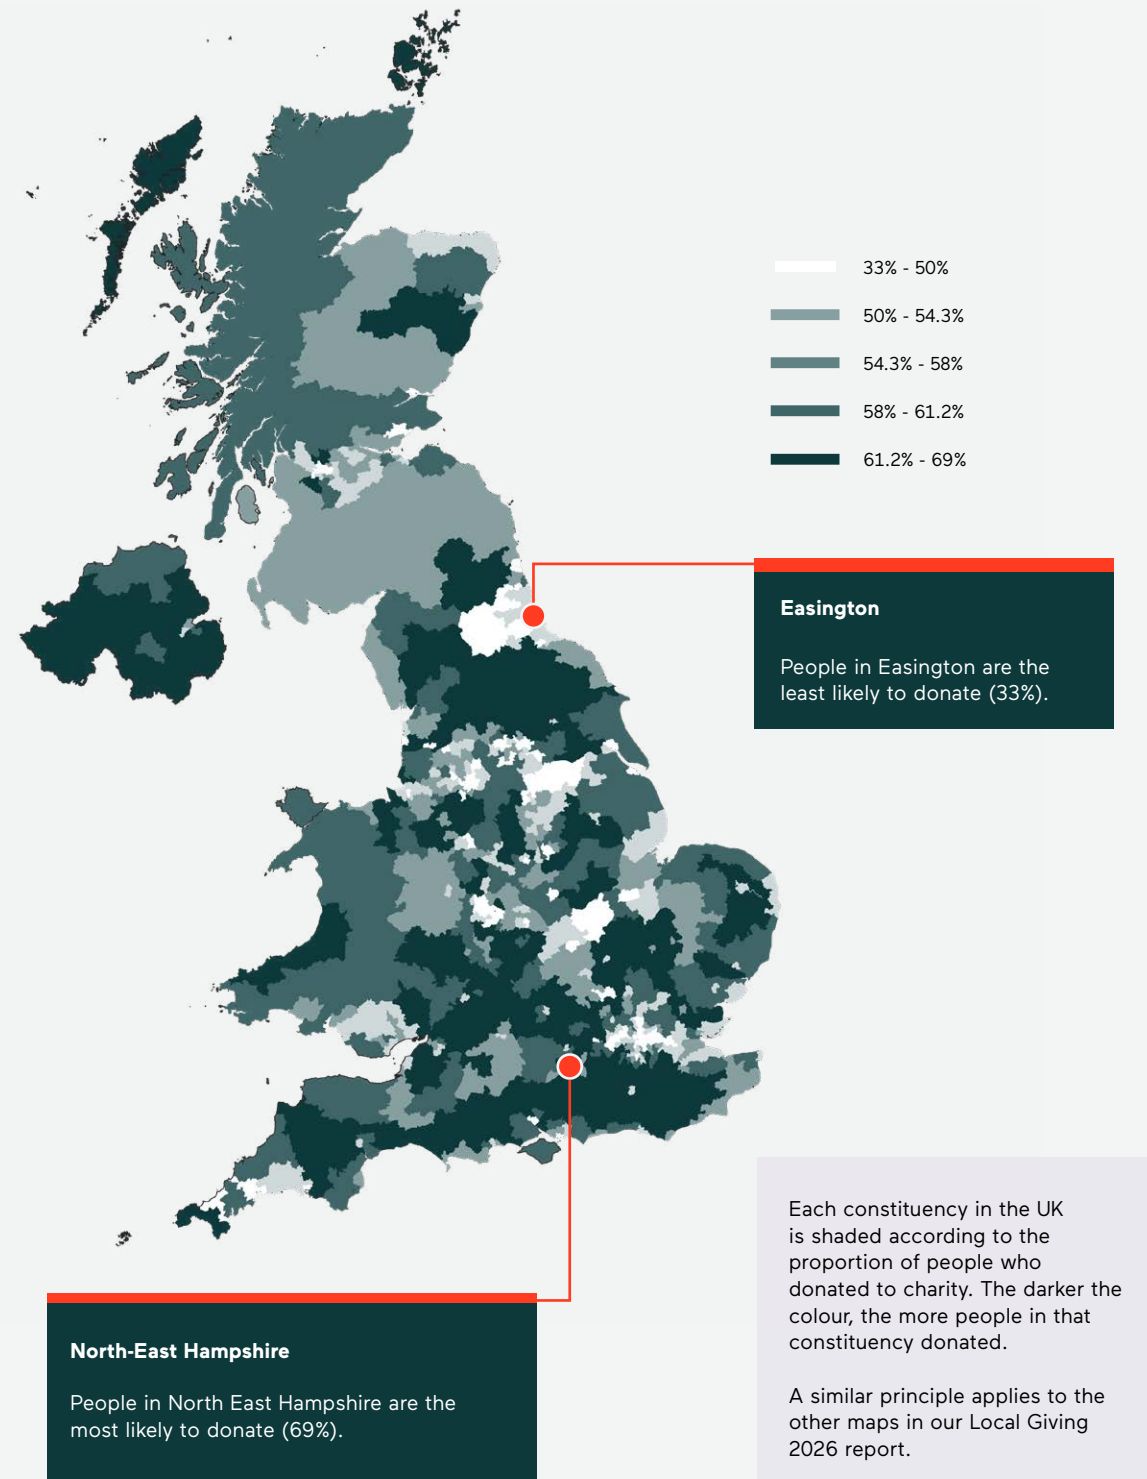 33% - 50%
50% - 54.3%
54.3% - 58%
58% - 61.2%
61.2% - 69%
Easington
People in Easington are the
least likely to donate (33%).
North-East Hampshire
People in North East Hampshire are the
most likely to donate (69%).
Each constituency in the UK
is shaded according to the
proportion of people who
donated to charity. The darker the
colour, the more people in that
constituency donated.
A similar principle applies to the
other maps in our Local Giving
2026 report.